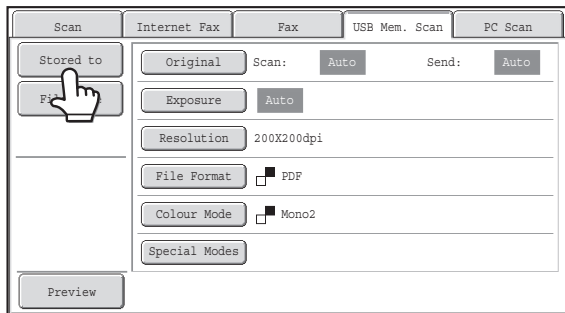 Scan Internet Fax Fax USB Mem. Scan PC Scan
Stored to
Original Scan: Auto Send: Auto
Exposure Auto
Resolution 200X200dpi
File Format PDF
Colour Mode Mono2
Special Modes
Preview